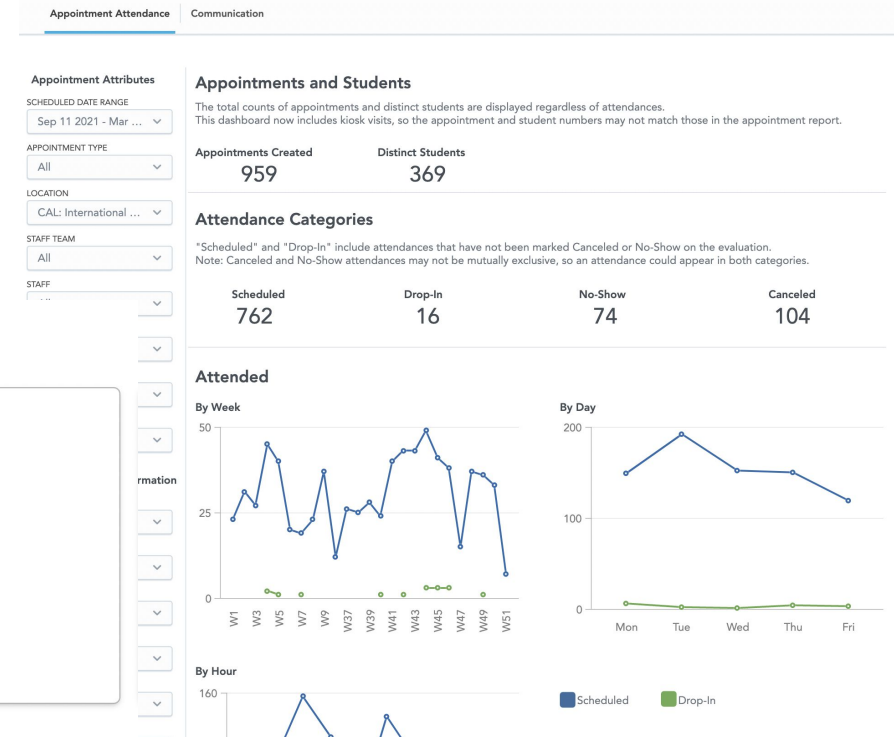 Appointment Attendance
Communication
Appointment Attributes
SCHEDULED DATE RANGE
Sep 11 2021 - Mar ...
APPOINTMENT TYPE
All
LOCATION
CAL: International ...
STAFF TEAM
All
STAFF
rmation
Appointments and Students
The total counts of appointments and distinct students are displayed regardless of attendances.
This dashboard now includes kiosk visits, so the appointment and student numbers may not match those in the appointment report.
Appointments Created
959
Distinct Students
369
Attendance Categories
"Scheduled" and "Drop-In" include attendances that have not been marked Canceled or No-Show on the evaluation.
Note: Canceled and No-Show attendances may not be mutually exclusive, so an attendance could appear in both categories.
Scheduled
762
Drop-In
16
No-Show
74
Canceled
104
Attended
By Week
50
25
0
W1
W3
W5
W7
W9
W37
W39
W41
W43
W45
W47
W49
W51
By Day
200
100
0
Mon
Tue
Wed
Thu
Fri
By Hour
160
Scheduled
Drop-In